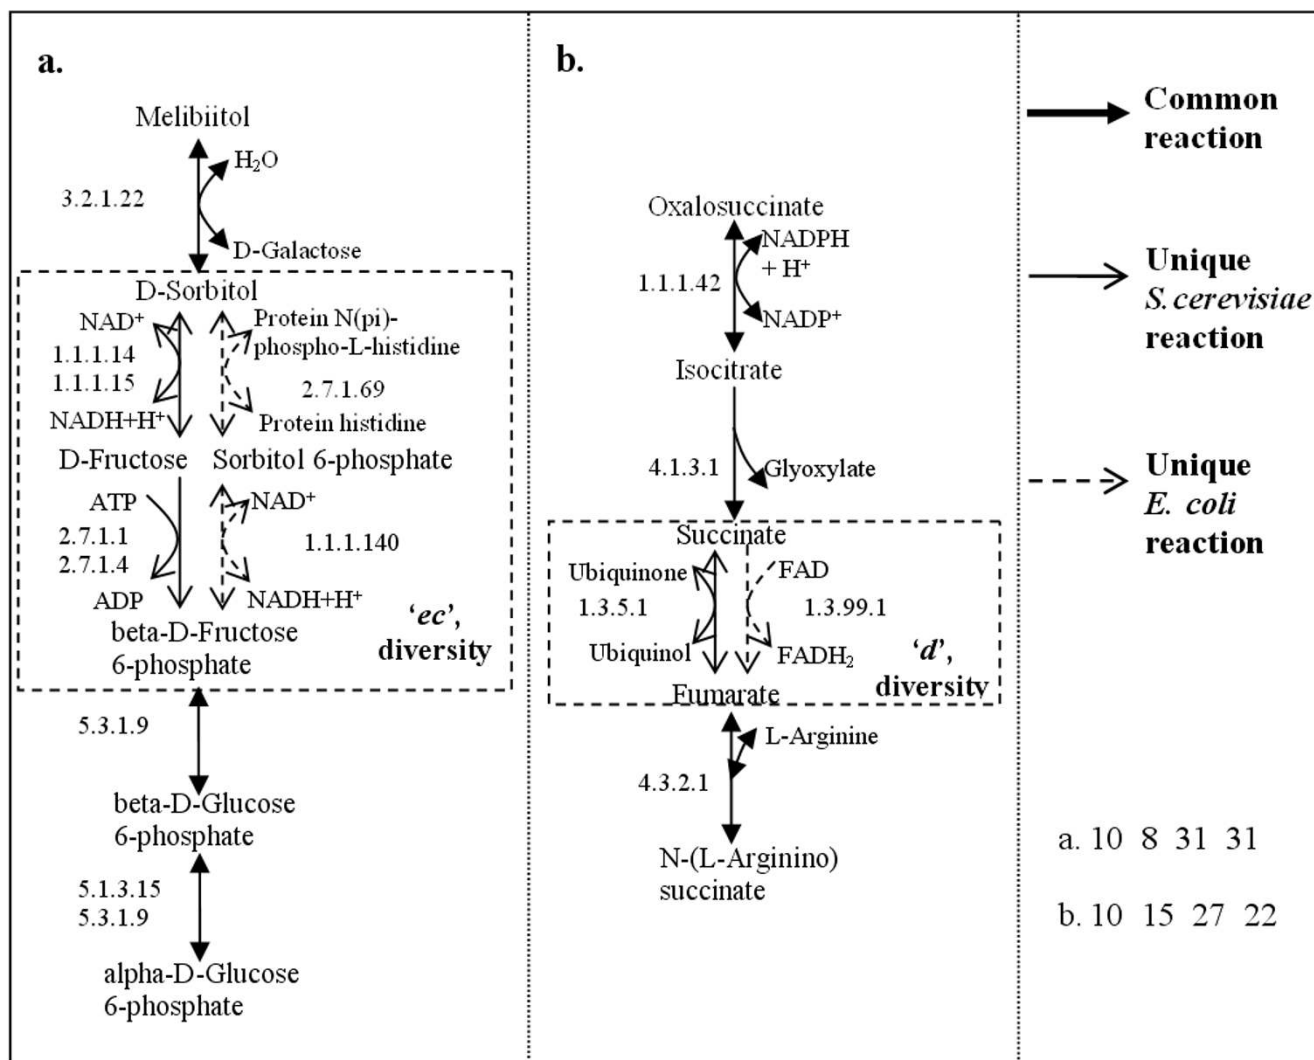 a.
Melibiitol
H₂O
3.2.1.22
D-Galactose
D-Sorbitol
NAD⁺
1.1.1.14
1.1.1.15
NADH+H⁺
Protein N(pi)-
phospho-L-histidine
2.7.1.69
Protein histidine
D-Fructose
Sorbitol 6-phosphate
ATP
2.7.1.1
2.7.1.4
ADP
NAD⁺
1.1.1.140
NADH+H⁺
beta-D-Fructose
6-phosphate
‘ec’,
diversity
5.3.1.9
beta-D-Glucose
6-phosphate
5.1.3.15
5.3.1.9
alpha-D-Glucose
6-phosphate
b.
Oxalosuccinate
NADPH
+ H⁺
1.1.1.42
NADP⁺
Isocitrate
4.1.3.1
Glyoxylate
Succinate
Ubiquinone
1.3.5.1
Ubiquinol
FAD
1.3.99.1
FADH₂
‘d’,
diversity
Fumarate
L-Arginine
4.3.2.1
N-(L-Arginino)
succinate
Common
reaction
Unique
S. cerevisiae
reaction
Unique
E. coli
reaction
a. 10 8 31 31
b. 10 15 27 22